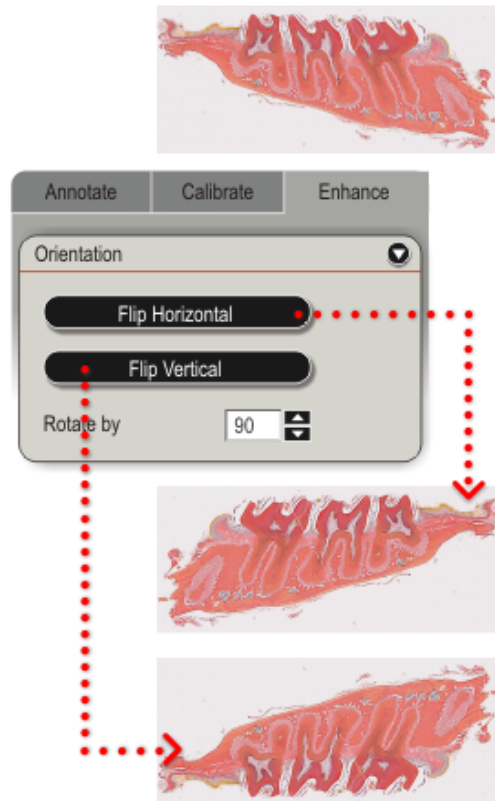 Annotate Calibrate Enhance
Orientation
Flip Horizontal
Flip Vertical
Rotate by 90